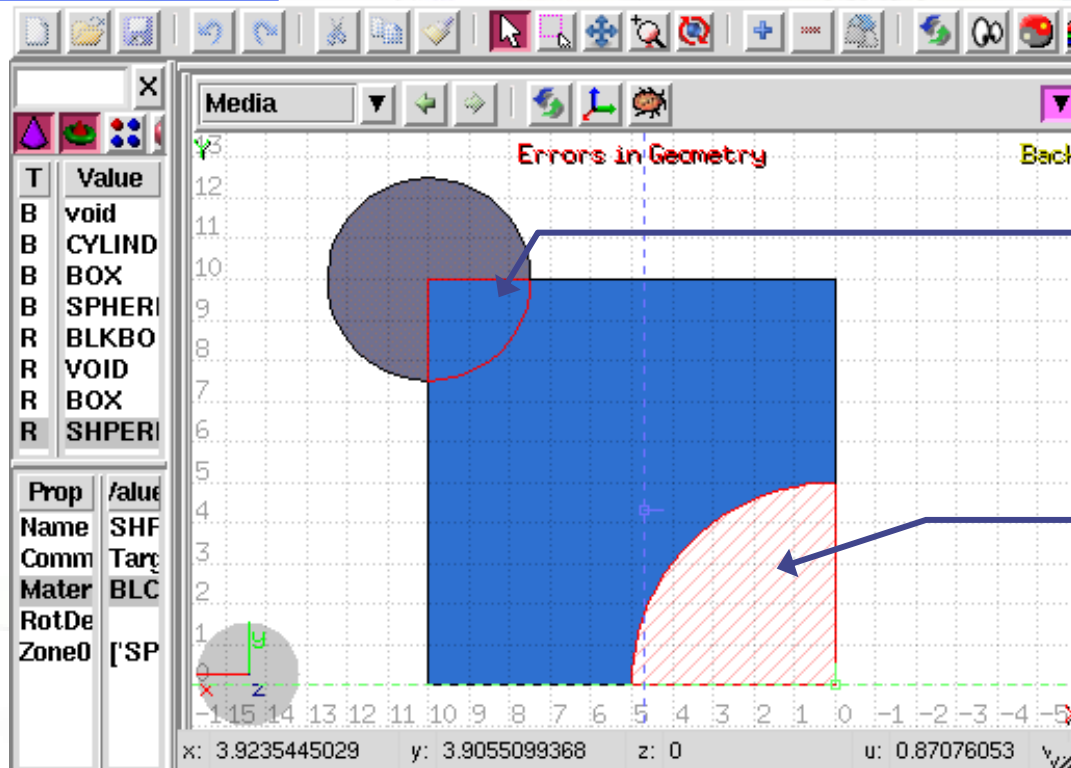 Media
Errors in Geometry
Back
T Value
B void
B CYLIND
B BOX
B SPHERI
R BLKBO
R VOID
R BOX
R SHPERI
Prop /alue
Name SHF
Comm Targ
Mater BLC
RotDe
Zone0 ['SP
Y
13
12
11
10
9
8
7
6
5
4
3
2
1
0
y
x z
x
15 14 13 12 11 10 9 8 7 6 5 4 3 2 1 0 -1 -2 -3 -4 -5
x: 3.9235445029 y: 3.9055099368 z: 0 u: 0.87076053 v